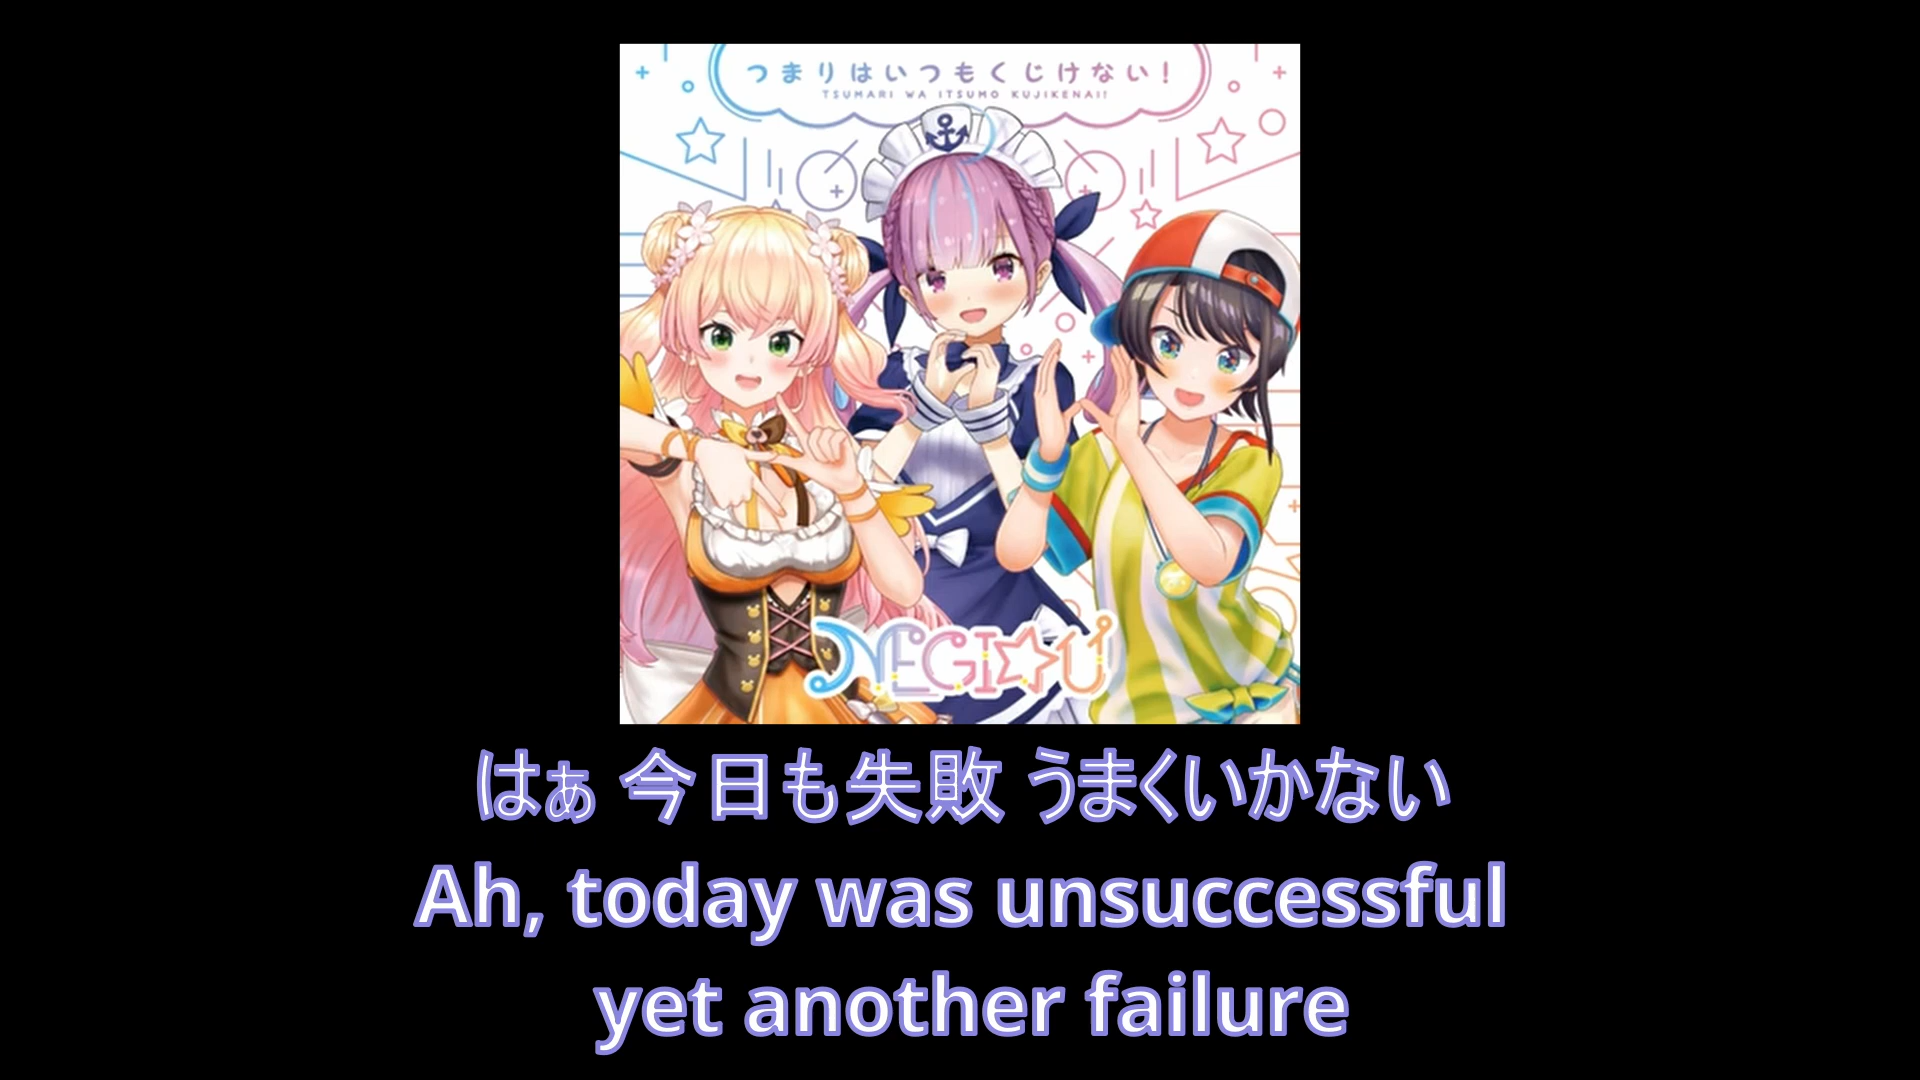 つまりはいつもくじけない！
TSUMARI WA ITSUMO KUJIKENAI!
NEGI☆U
はぁ 今日も失敗 うまくいかない
Ah, today was unsuccessful
yet another failure